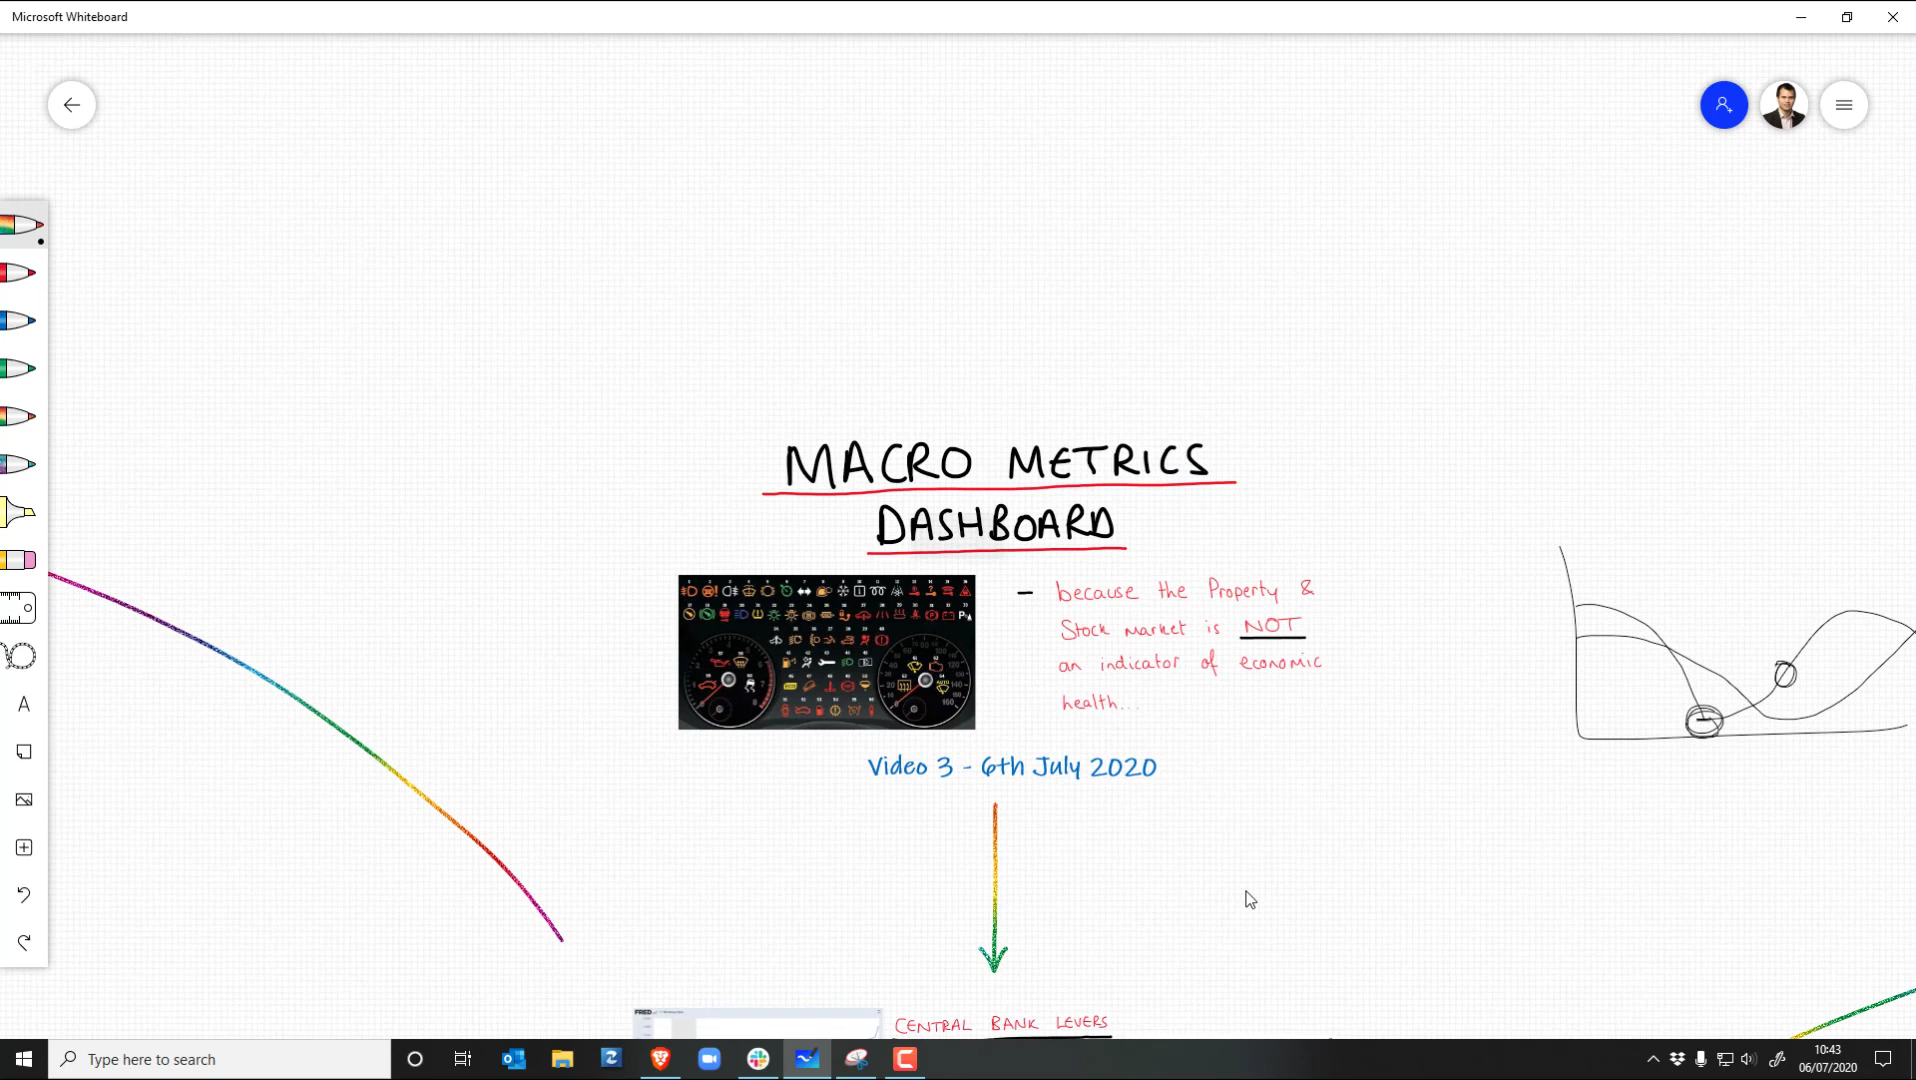 Microsoft Whiteboard
MACRO METRICS
DASHBOARD
- because the Property &
Stock market is NOT
an indicator of economic
health...
Video 3 - 6th July 2020
FRED
CENTRAL BANK LEVERS
Type here to search
10:43
06/07/2020